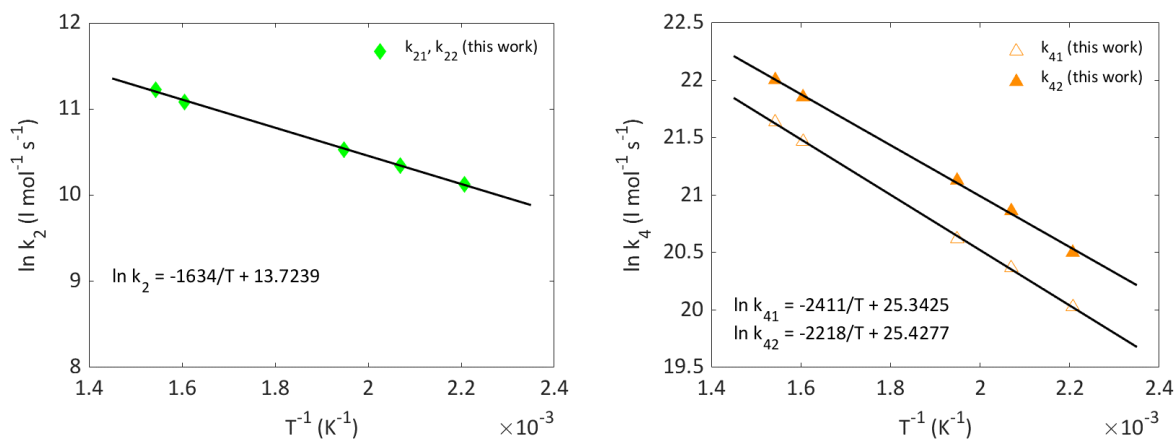 12
11
10
9
8
ln k₂ (l mol⁻¹ s⁻¹)
k₂₁, k₂₂ (this work)
ln k₂ = -1634/T + 13.7239
1.4 1.6 1.8 2 2.2 2.4
T⁻¹ (K⁻¹)
×10⁻³
22.5
22
21.5
21
20.5
20
19.5
ln k₄ (l mol⁻¹ s⁻¹)
k₄₁ (this work)
k₄₂ (this work)
ln k₄₁ = -2411/T + 25.3425
ln k₄₂ = -2218/T + 25.4277
1.4 1.6 1.8 2 2.2 2.4
T⁻¹ (K⁻¹)
×10⁻³